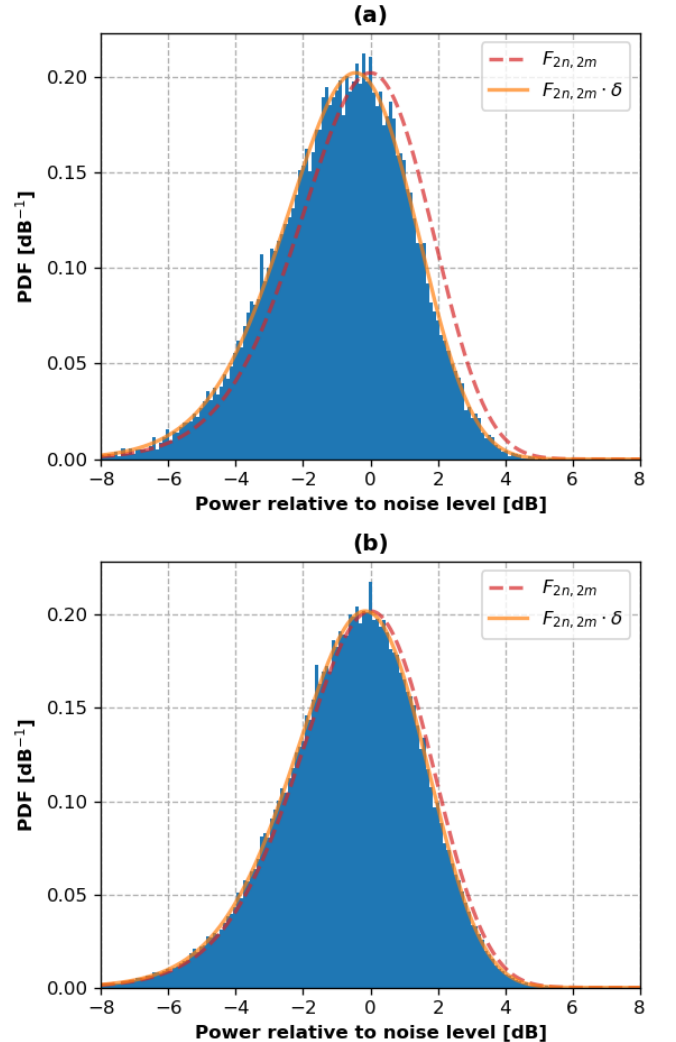 (a)
PDF [dB⁻¹]
0.20
0.15
0.10
0.05
0.00
F₂ₙ,₂ₘ
F₂ₙ,₂ₘ · δ
−8 −6 −4 −2 0 2 4 6 8
Power relative to noise level [dB]
(b)
PDF [dB⁻¹]
0.20
0.15
0.10
0.05
0.00
F₂ₙ,₂ₘ
F₂ₙ,₂ₘ · δ
−8 −6 −4 −2 0 2 4 6 8
Power relative to noise level [dB]